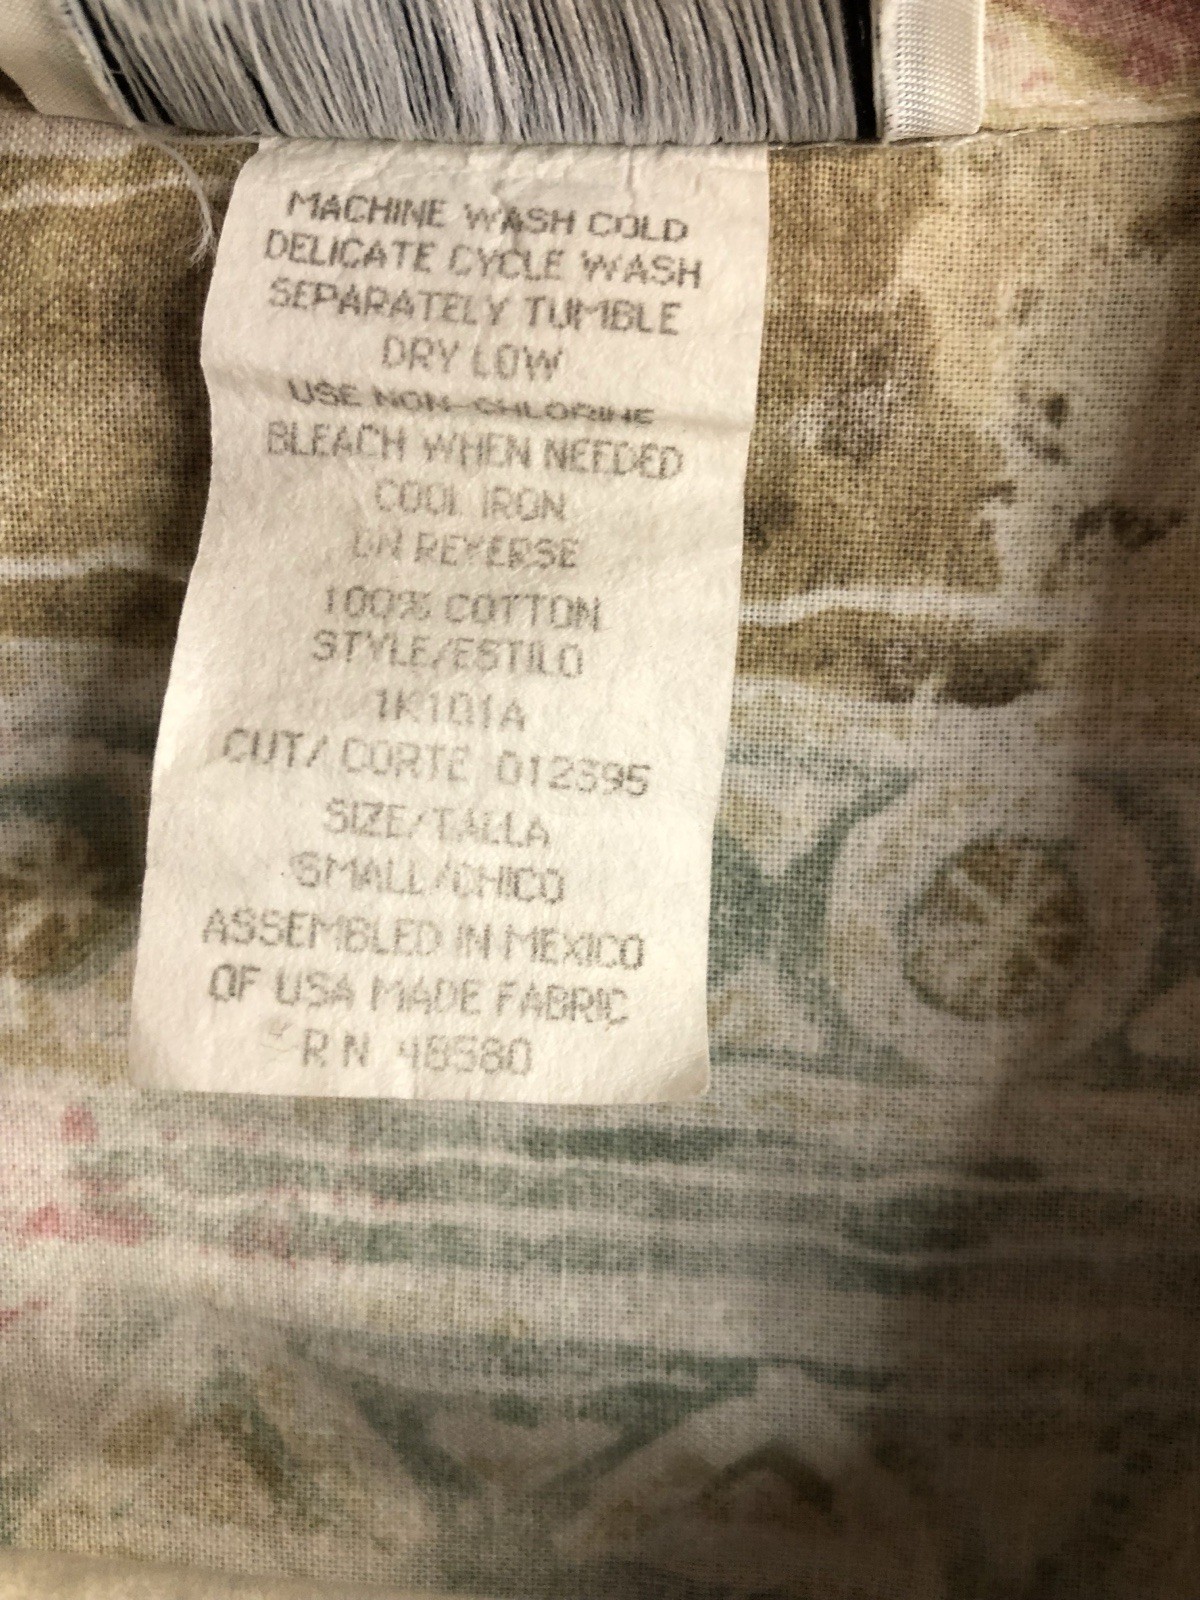 MACHINE WASH COLD
DELICATE CYCLE WASH
SEPARATELY TUMBLE
DRY LOW
USE NON-CHLORINE
BLEACH WHEN NEEDED
COOL IRON
ON REVERSE
100% COTTON
STYLE/ESTILO
1K101A
CUT/ CORTE 012695
SIZE/TALLA
SMALL/CHICO
ASSEMBLED IN MEXICO
OF USA MADE FABRIC
RN 48580